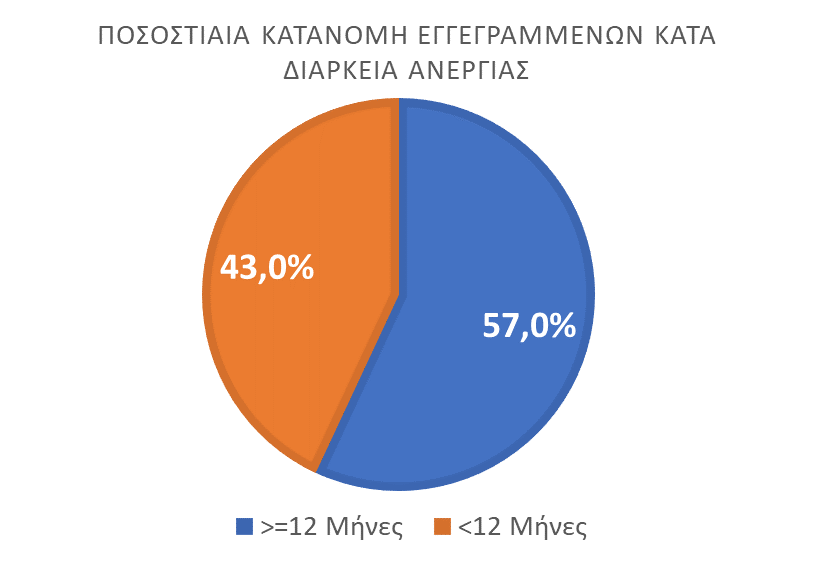 ΠΟΣΟΣΤΙΑΙΑ ΚΑΤΑΝΟΜΗ ΕΓΓΕΓΡΑΜΜΕΝΩΝ ΚΑΤΑ
ΔΙΑΡΚΕΙΑ ΑΝΕΡΓΙΑΣ
43,0%
57,0%
>=12 Μήνες <12 Μήνες